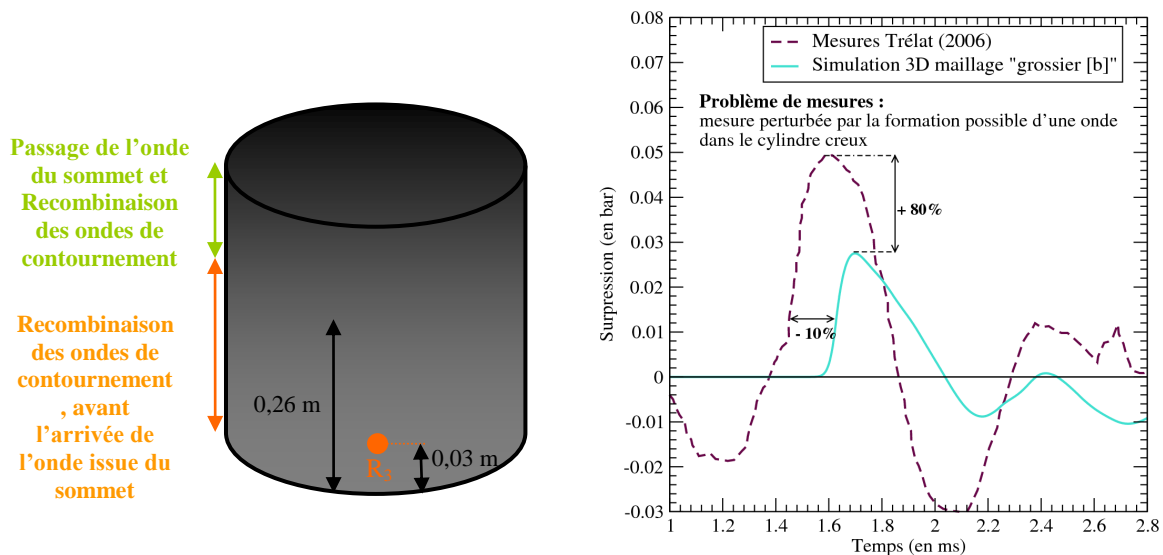 Passage de l'onde
du sommet et
Recombinaison
des ondes de
contournement
Recombinaison
des ondes de
contournement
, avant
l'arrivée de
l'onde issue du
sommet
0,26 m
0,03 m
R3
0.08
0.07
0.06
0.05
0.04
0.03
0.02
0.01
0
-0.01
-0.02
-0.03
Surpression (en bar)
Mesures Trélat (2006)
Simulation 3D maillage "grossier [b]"
Problème de mesures :
mesure perturbée par la formation possible d'une onde
dans le cylindre creux
+ 80%
- 10%
1 1.2 1.4 1.6 1.8 2 2.2 2.4 2.6 2.8
Temps (en ms)